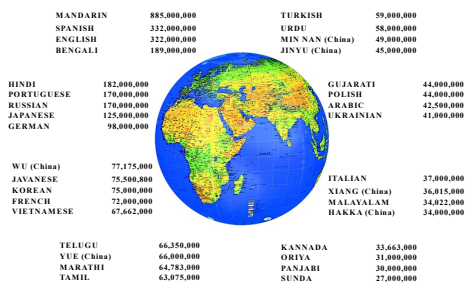 MANDARIN 885,000,000
SPANISH 332,000,000
ENGLISH 322,000,000
BENGALI 189,000,000
TURKISH 59,000,000
URDU 58,000,000
MIN NAN (China) 49,000,000
JINYU (China) 45,000,000
HINDI 182,000,000
PORTUGUESE 170,000,000
RUSSIAN 170,000,000
JAPANESE 125,000,000
GERMAN 98,000,000
GUJARATI 44,000,000
POLISH 44,000,000
ARABIC 42,500,000
UKRAINIAN 41,000,000
WU (China) 77,175,000
JAVANESE 75,500,800
KOREAN 75,000,000
FRENCH 72,000,000
VIETNAMESE 67,662,000
ITALIAN 37,000,000
XIANG (China) 36,015,000
MALAYALAM 34,022,000
HAKKA (China) 34,000,000
TELUGU 66,350,000
YUE (China) 66,000,000
MARATHI 64,783,000
TAMIL 63,075,000
KANNADA 33,663,000
ORIYA 31,000,000
PANJABI 30,000,000
SUNDA 27,000,000